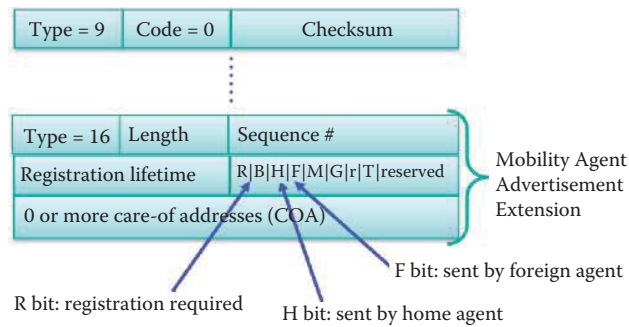 Type = 9 Code = 0 Checksum
Type = 16 Length Sequence #
Registration lifetime R|B|H|F|M|G|r|T|reserved
0 or more care-of addresses (COA)
Mobility Agent
Advertisement
Extension
F bit: sent by foreign agent
R bit: registration required
H bit: sent by home agent